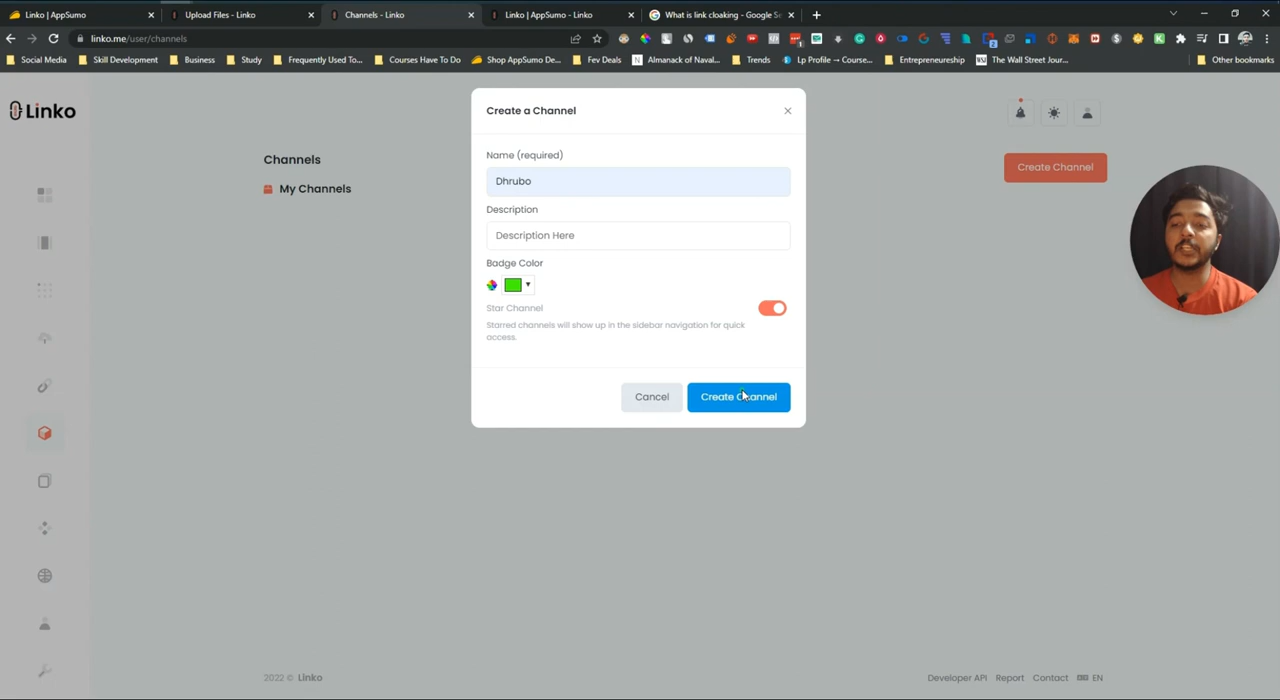 Linko | AppSumo
Upload Files - Linko
Channels - Linko
Linko | AppSumo - Linko
What is link cloaking - Google Se
linko.me/user/channels
Social Media
Skill Development
Business
Study
Frequently Used To...
Courses Have To Do
Shop AppSumo De...
Fev Deals
Almanack of Naval...
Trends
Lp Profile → Course...
Entrepreneurship
The Wall Street Jour...
Other bookmarks
Linko
Create a Channel
Name (required)
Dhrubo
Description
Description Here
Badge Color
Star Channel
Starred channels will show up in the sidebar navigation for quick
access.
Cancel
Create Channel
Channels
My Channels
Create Channel
2022 © Linko
Developer API
Report
Contact
EN